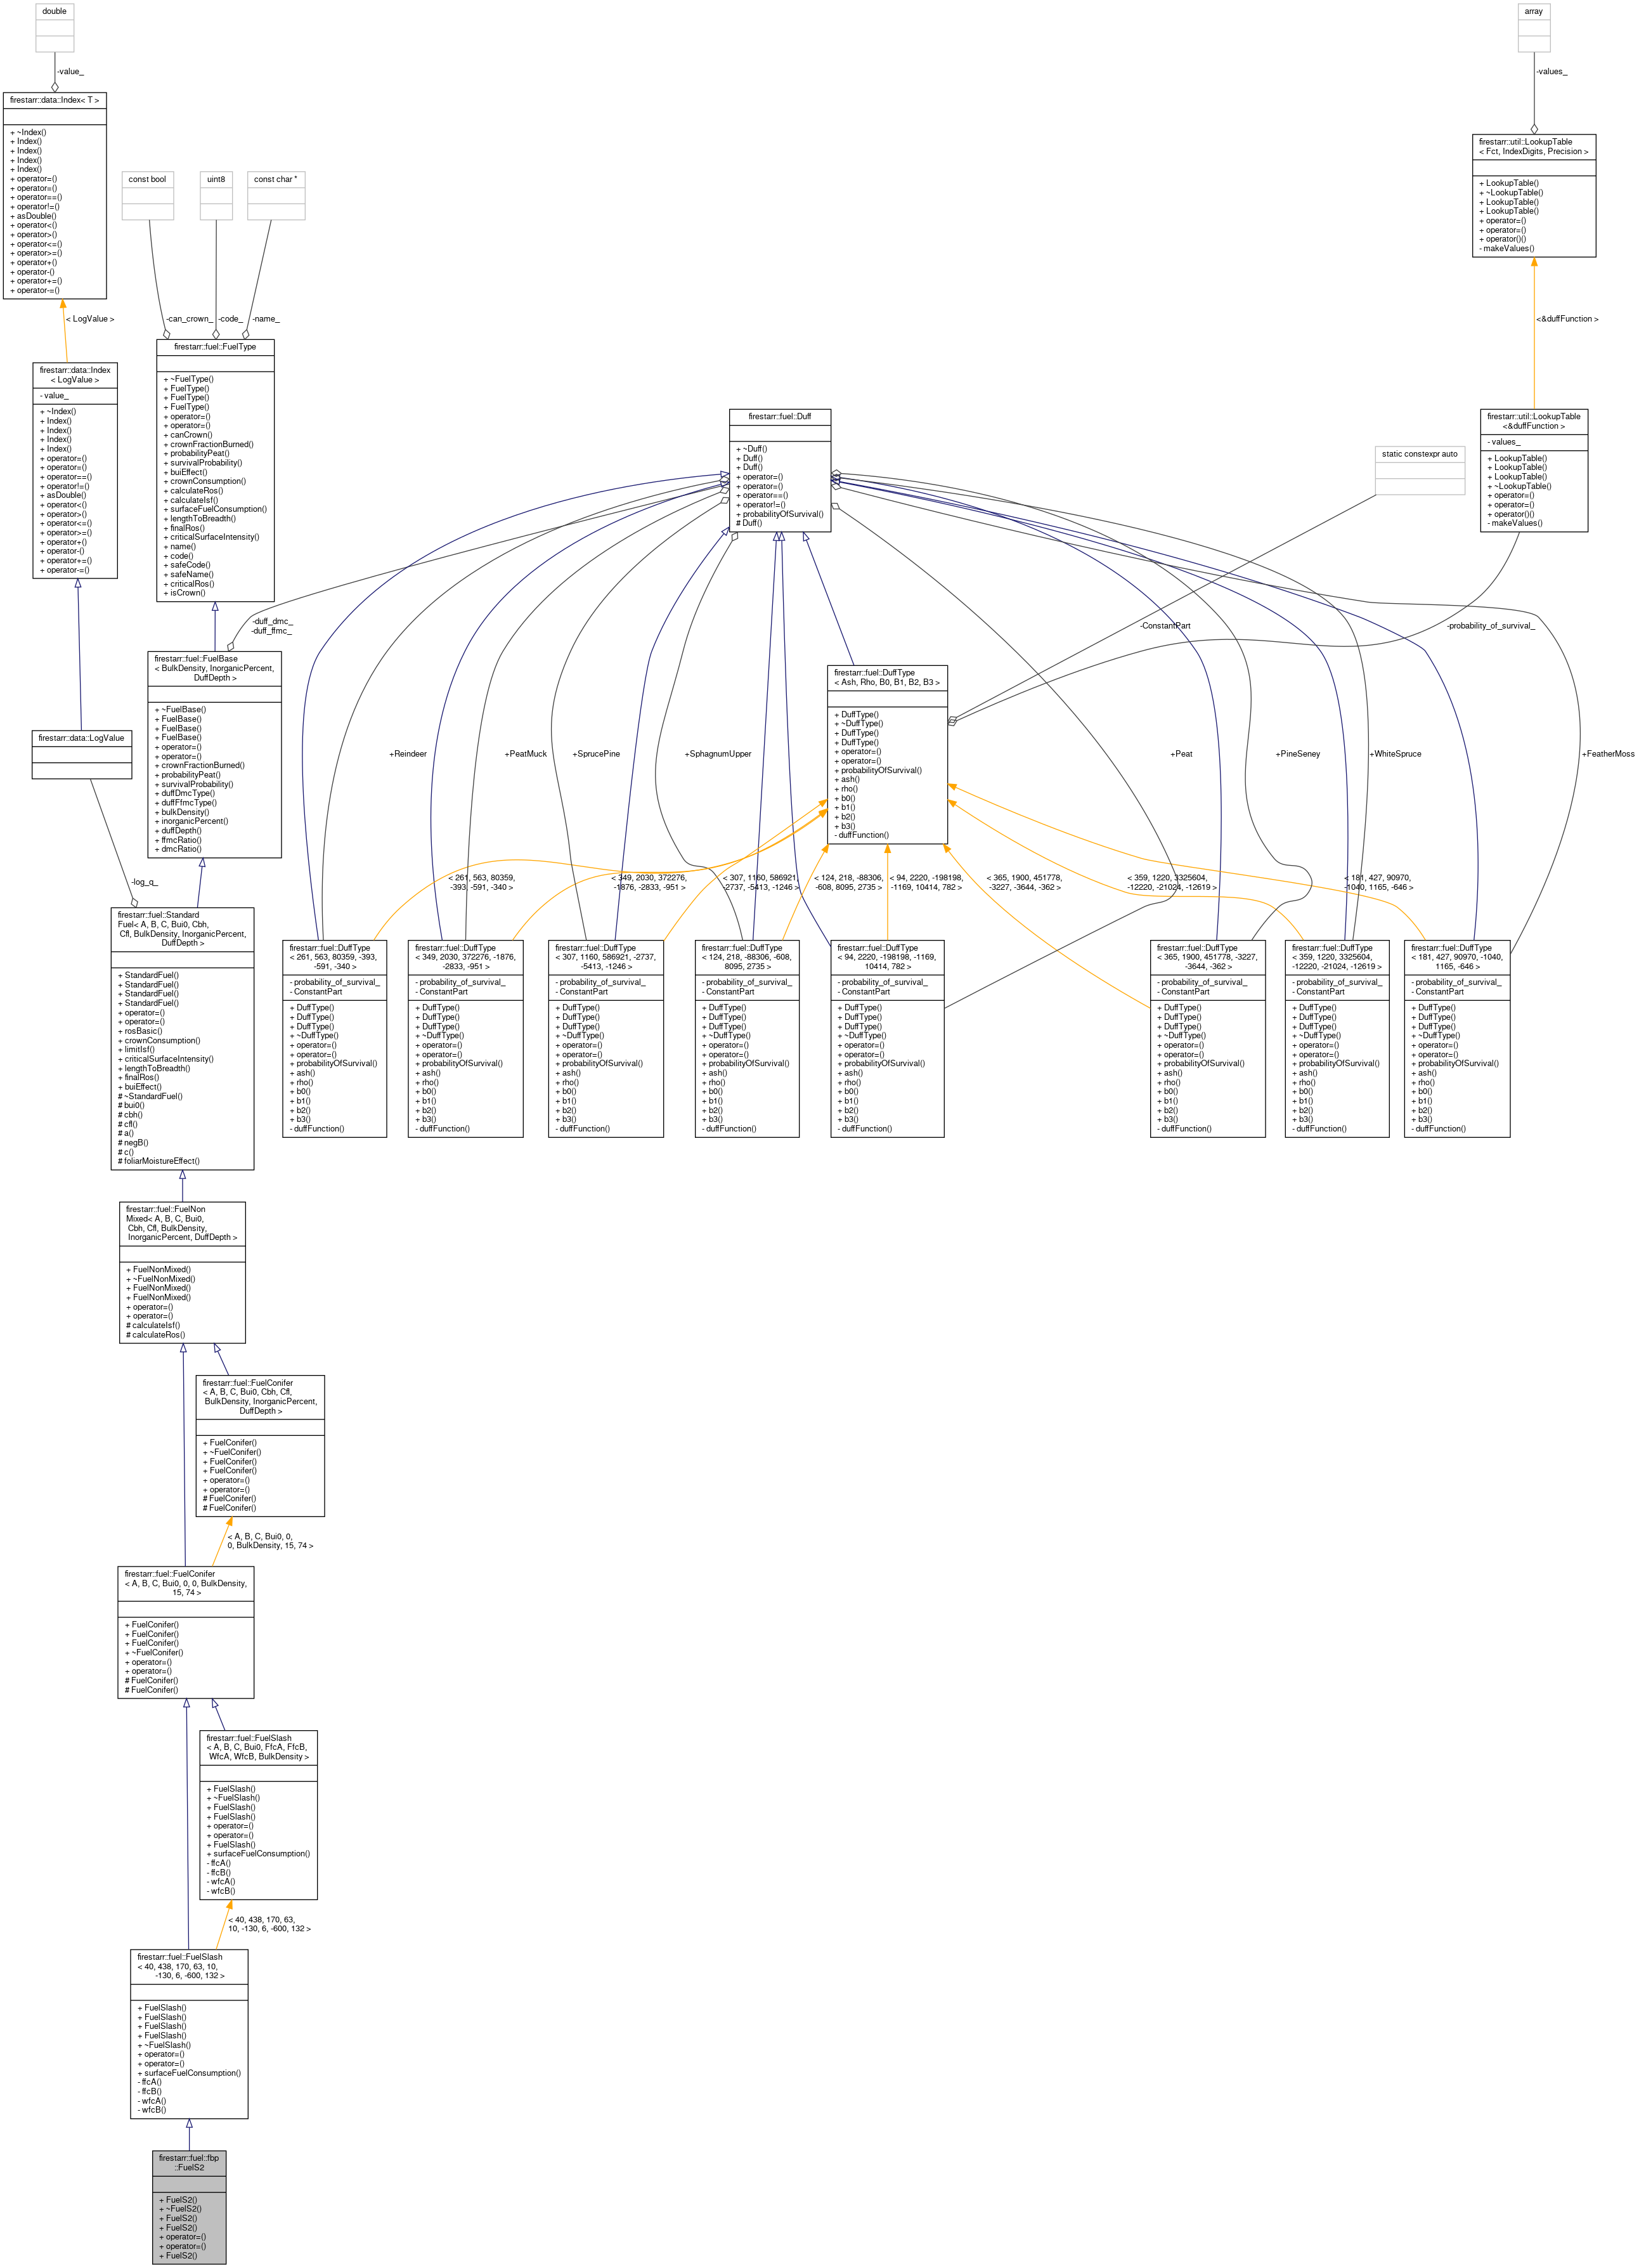 double
-value_
firestarr::data::Index< T >
+ ~Index()
+ Index()
+ Index()
+ Index()
+ Index()
+ operator=()
+ operator=()
+ operator==()
+ operator!=()
+ asDouble()
+ operator<()
+ operator>()
+ operator<=()
+ operator>=()
+ operator+()
+ operator-()
+ operator+=()
+ operator-=()
< LogValue >
firestarr::data::Index
< LogValue >
- value_
+ ~Index()
+ Index()
+ Index()
+ Index()
+ Index()
+ operator=()
+ operator=()
+ operator==()
+ operator!=()
+ asDouble()
+ operator<()
+ operator>()
+ operator<=()
+ operator>=()
+ operator+()
+ operator-()
+ operator+=()
+ operator-=()
firestarr::data::LogValue
-log_q_
const bool
uint8
const char *
-can_crown_
-code_
-name_
firestarr::fuel::FuelType
+ ~FuelType()
+ FuelType()
+ FuelType()
+ FuelType()
+ operator=()
+ operator=()
+ canCrown()
+ crownFractionBurned()
+ probabilityPeat()
+ survivalProbability()
+ buiEffect()
+ crownConsumption()
+ calculateRos()
+ calculateIsf()
+ surfaceFuelConsumption()
+ lengthToBreadth()
+ finalRos()
+ criticalSurfaceIntensity()
+ name()
+ code()
+ safeCode()
+ safeName()
+ criticalRos()
+ isCrown()
-duff_dmc_
-duff_ffmc_
firestarr::fuel::FuelBase
< BulkDensity, InorganicPercent,
DuffDepth >
+ ~FuelBase()
+ FuelBase()
+ FuelBase()
+ FuelBase()
+ operator=()
+ operator=()
+ crownFractionBurned()
+ probabilityPeat()
+ survivalProbability()
+ duffDmcType()
+ duffFfmcType()
+ bulkDensity()
+ inorganicPercent()
+ duffDepth()
+ ffmcRatio()
+ dmcRatio()
firestarr::fuel::Standard
Fuel< A, B, C, Bui0, Cbh,
Cfl, BulkDensity, InorganicPercent,
DuffDepth >
+ StandardFuel()
+ StandardFuel()
+ StandardFuel()
+ StandardFuel()
+ operator=()
+ operator=()
+ rosBasic()
+ crownConsumption()
+ limitIsf()
+ criticalSurfaceIntensity()
+ lengthToBreadth()
+ finalRos()
+ buiEffect()
# ~StandardFuel()
# bui0()
# cbh()
# cfl()
# a()
# negB()
# c()
# foliarMoistureEffect()
firestarr::fuel::FuelNon
Mixed< A, B, C, Bui0,
Cbh, Cfl, BulkDensity,
InorganicPercent, DuffDepth >
+ FuelNonMixed()
+ ~FuelNonMixed()
+ FuelNonMixed()
+ FuelNonMixed()
+ operator=()
+ operator=()
# calculateIsf()
# calculateRos()
firestarr::fuel::FuelConifer
< A, B, C, Bui0, Cbh, Cfl,
BulkDensity, InorganicPercent,
DuffDepth >
+ FuelConifer()
+ ~FuelConifer()
+ FuelConifer()
+ FuelConifer()
+ operator=()
+ operator=()
# FuelConifer()
# FuelConifer()
< A, B, C, Bui0, 0,
0, BulkDensity, 15, 74 >
firestarr::fuel::FuelConifer
< A, B, C, Bui0, 0, 0, BulkDensity,
15, 74 >
+ FuelConifer()
+ FuelConifer()
+ FuelConifer()
+ ~FuelConifer()
+ operator=()
+ operator=()
# FuelConifer()
# FuelConifer()
firestarr::fuel::FuelSlash
< A, B, C, Bui0, FfcA, FfcB,
WfcA, WfcB, BulkDensity >
+ FuelSlash()
+ ~FuelSlash()
+ FuelSlash()
+ FuelSlash()
+ operator=()
+ operator=()
+ FuelSlash()
+ surfaceFuelConsumption()
- ffcA()
- ffcB()
- wfcA()
- wfcB()
< 40, 438, 170, 63,
10, -130, 6, -600, 132 >
firestarr::fuel::FuelSlash
< 40, 438, 170, 63, 10,
-130, 6, -600, 132 >
+ FuelSlash()
+ FuelSlash()
+ FuelSlash()
+ FuelSlash()
+ ~FuelSlash()
+ operator=()
+ operator=()
+ surfaceFuelConsumption()
- ffcA()
- ffcB()
- wfcA()
- wfcB()
firestarr::fuel::fbp
::FuelS2
+ FuelS2()
+ ~FuelS2()
+ FuelS2()
+ FuelS2()
+ operator=()
+ operator=()
+ FuelS2()
firestarr::fuel::Duff
+ ~Duff()
+ Duff()
+ Duff()
+ operator=()
+ operator=()
+ operator==()
+ operator!=()
+ probabilityOfSurvival()
# Duff()
+Reindeer
+PeatMuck
+SprucePine
+SphagnumUpper
+Peat
+PineSeney
+WhiteSpruce
+FeatherMoss
firestarr::fuel::DuffType
< Ash, Rho, B0, B1, B2, B3 >
+ DuffType()
+ ~DuffType()
+ DuffType()
+ DuffType()
+ operator=()
+ operator=()
+ probabilityOfSurvival()
+ ash()
+ rho()
+ b0()
+ b1()
+ b2()
+ b3()
- duffFunction()
< 261, 563, 80359,
-393, -591, -340 >
< 349, 2030, 372276,
-1876, -2833, -951 >
< 307, 1160, 586921,
-2737, -5413, -1246 >
< 124, 218, -88306,
-608, 8095, 2735 >
< 94, 2220, -198198,
-1169, 10414, 782 >
< 365, 1900, 451778,
-3227, -3644, -362 >
< 359, 1220, 3325604,
-12220, -21024, -12619 >
< 181, 427, 90970,
-1040, 1165, -646 >
firestarr::fuel::DuffType
< 261, 563, 80359, -393,
-591, -340 >
- probability_of_survival_
- ConstantPart
+ DuffType()
+ DuffType()
+ DuffType()
+ ~DuffType()
+ operator=()
+ operator=()
+ probabilityOfSurvival()
+ ash()
+ rho()
+ b0()
+ b1()
+ b2()
+ b3()
- duffFunction()
firestarr::fuel::DuffType
< 349, 2030, 372276, -1876,
-2833, -951 >
- probability_of_survival_
- ConstantPart
+ DuffType()
+ DuffType()
+ DuffType()
+ ~DuffType()
+ operator=()
+ operator=()
+ probabilityOfSurvival()
+ ash()
+ rho()
+ b0()
+ b1()
+ b2()
+ b3()
- duffFunction()
firestarr::fuel::DuffType
< 307, 1160, 586921, -2737,
-5413, -1246 >
- probability_of_survival_
- ConstantPart
+ DuffType()
+ DuffType()
+ DuffType()
+ ~DuffType()
+ operator=()
+ operator=()
+ probabilityOfSurvival()
+ ash()
+ rho()
+ b0()
+ b1()
+ b2()
+ b3()
- duffFunction()
firestarr::fuel::DuffType
< 124, 218, -88306, -608,
8095, 2735 >
- probability_of_survival_
- ConstantPart
+ DuffType()
+ DuffType()
+ DuffType()
+ ~DuffType()
+ operator=()
+ operator=()
+ probabilityOfSurvival()
+ ash()
+ rho()
+ b0()
+ b1()
+ b2()
+ b3()
- duffFunction()
firestarr::fuel::DuffType
< 94, 2220, -198198, -1169,
10414, 782 >
- probability_of_survival_
- ConstantPart
+ DuffType()
+ DuffType()
+ DuffType()
+ ~DuffType()
+ operator=()
+ operator=()
+ probabilityOfSurvival()
+ ash()
+ rho()
+ b0()
+ b1()
+ b2()
+ b3()
- duffFunction()
firestarr::fuel::DuffType
< 365, 1900, 451778, -3227,
-3644, -362 >
- probability_of_survival_
- ConstantPart
+ DuffType()
+ DuffType()
+ DuffType()
+ ~DuffType()
+ operator=()
+ operator=()
+ probabilityOfSurvival()
+ ash()
+ rho()
+ b0()
+ b1()
+ b2()
+ b3()
- duffFunction()
firestarr::fuel::DuffType
< 359, 1220, 3325604,
-12220, -21024, -12619 >
- probability_of_survival_
- ConstantPart
+ DuffType()
+ DuffType()
+ DuffType()
+ ~DuffType()
+ operator=()
+ operator=()
+ probabilityOfSurvival()
+ ash()
+ rho()
+ b0()
+ b1()
+ b2()
+ b3()
- duffFunction()
firestarr::fuel::DuffType
< 181, 427, 90970, -1040,
1165, -646 >
- probability_of_survival_
- ConstantPart
+ DuffType()
+ DuffType()
+ DuffType()
+ ~DuffType()
+ operator=()
+ operator=()
+ probabilityOfSurvival()
+ ash()
+ rho()
+ b0()
+ b1()
+ b2()
+ b3()
- duffFunction()
static constexpr auto
-ConstantPart
-probability_of_survival_
array
-values_
firestarr::util::LookupTable
< Fct, IndexDigits, Precision >
+ LookupTable()
+ ~LookupTable()
+ LookupTable()
+ LookupTable()
+ operator=()
+ operator=()
+ operator()()
- makeValues()
<&duffFunction >
firestarr::util::LookupTable
<&duffFunction >
- values_
+ LookupTable()
+ LookupTable()
+ LookupTable()
+ ~LookupTable()
+ operator=()
+ operator=()
+ operator()()
- makeValues()